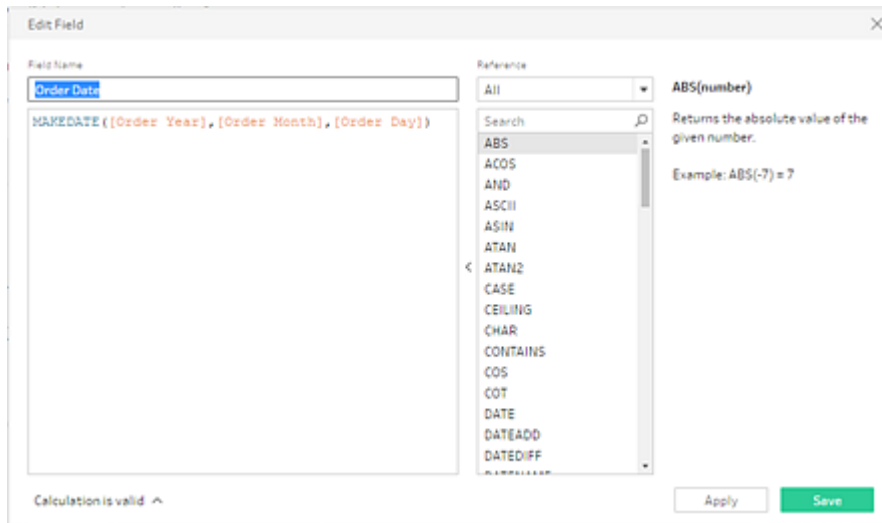 Edit Field
Field Name
Order Date
MAKEDATE([Order Year],[Order Month],[Order Day])
Reference
All
Search
ABS
ACOS
AND
ASCII
ASIN
ATAN
ATAN2
CASE
CEILING
CHAR
CONTAINS
COS
COT
DATE
DATEADD
DATEDIFF
DATENAME
ABS(number)
Returns the absolute value of the
given number.
Example: ABS(-7) = 7
Calculation is valid
Apply
Save